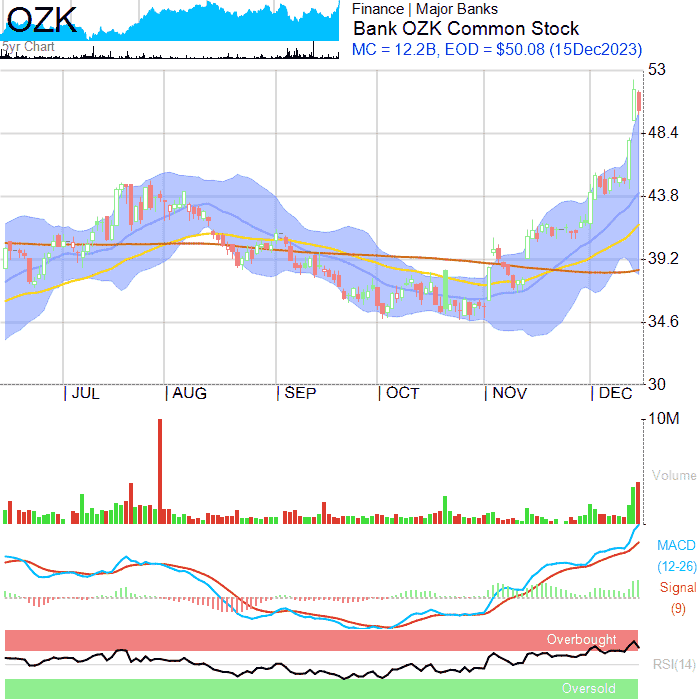 OZK
5yr Chart
Finance | Major Banks
Bank OZK Common Stock
MC = 12.2B, EOD = $50.08 (15Dec2023)
53
48.4
43.8
39.2
34.6
30
JUL AUG SEP OCT NOV DEC
10M
Volume
MACD
(12-26)
Signal
(9)
Overbought
RSI(14)
Oversold